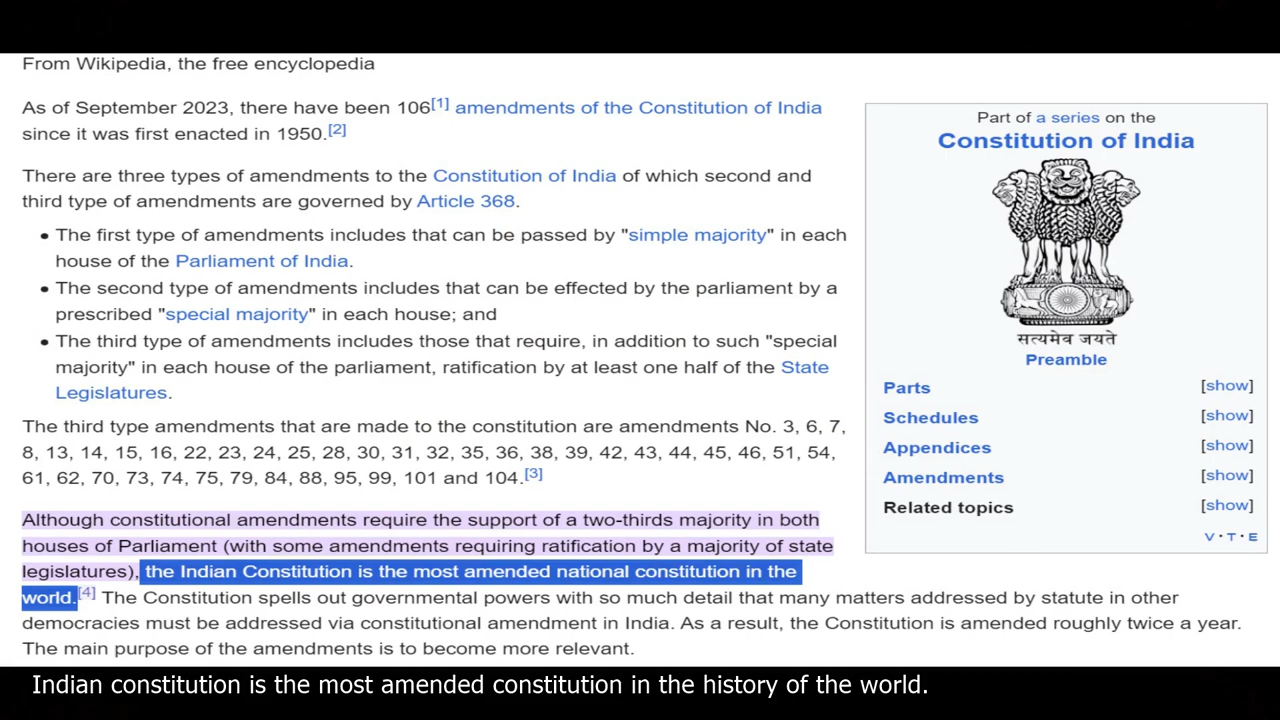 From Wikipedia, the free encyclopedia
As of September 2023, there have been 106[1] amendments of the Constitution of India
since it was first enacted in 1950.[2]
There are three types of amendments to the Constitution of India of which second and
third type of amendments are governed by Article 368.
• The first type of amendments includes that can be passed by "simple majority" in each
house of the Parliament of India.
• The second type of amendments includes that can be effected by the parliament by a
prescribed "special majority" in each house; and
• The third type of amendments includes those that require, in addition to such "special
majority" in each house of the parliament, ratification by at least one half of the State
Legislatures.
The third type amendments that are made to the constitution are amendments No. 3, 6, 7,
8, 13, 14, 15, 16, 22, 23, 24, 25, 28, 30, 31, 32, 35, 36, 38, 39, 42, 43, 44, 45, 46, 51, 54,
61, 62, 70, 73, 74, 75, 79, 84, 88, 95, 99, 101 and 104.[3]
Although constitutional amendments require the support of a two-thirds majority in both
houses of Parliament (with some amendments requiring ratification by a majority of state
legislatures), the Indian Constitution is the most amended national constitution in the
world.[4] The Constitution spells out governmental powers with so much detail that many matters addressed by statute in other
democracies must be addressed via constitutional amendment in India. As a result, the Constitution is amended roughly twice a year.
The main purpose of the amendments is to become more relevant.
Part of a series on the
Constitution of India
सत्यमेव जयते
Preamble
Parts [show]
Schedules [show]
Appendices [show]
Amendments [show]
Related topics [show]
V·T·E
Indian constitution is the most amended constitution in the history of the world.